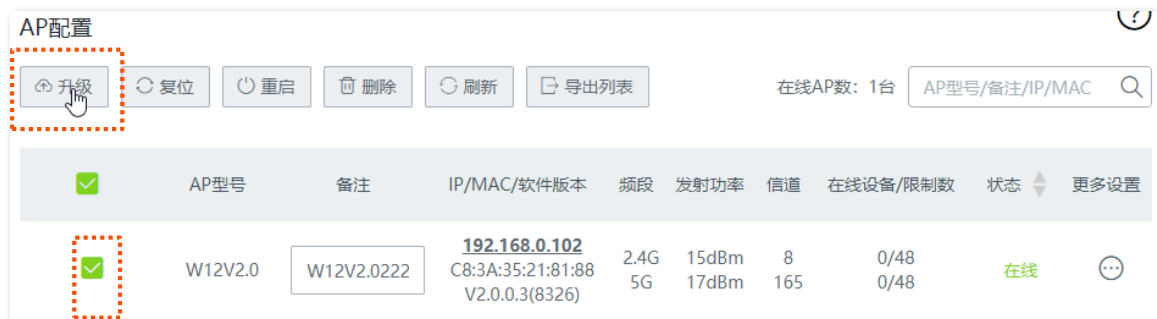 AP配置
升级 复位 重启 删除 刷新 导出列表 在线AP数：1台 AP型号/备注/IP/MAC
AP型号 备注 IP/MAC/软件版本 频段 发射功率 信道 在线设备/限制数 状态 更多设置
192.168.0.102
W12V2.0 W12V2.0222 C8:3A:35:21:81:88 2.4G 15dBm 8 0/48 在线
V2.0.0.3(8326) 5G 17dBm 165 0/48